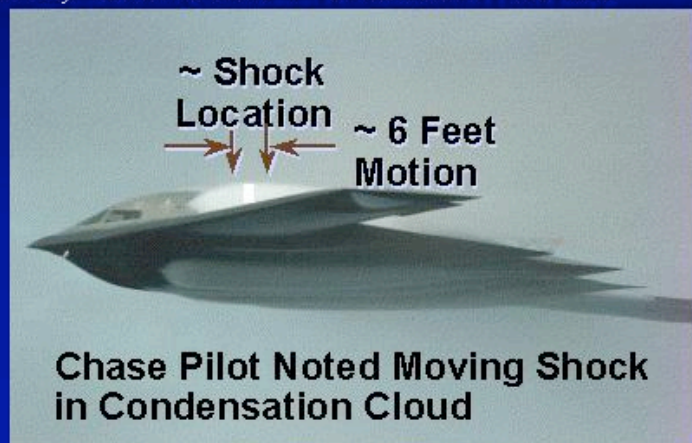 ~ Shock
Location
~ 6 Feet
Motion
Chase Pilot Noted Moving Shock
in Condensation Cloud